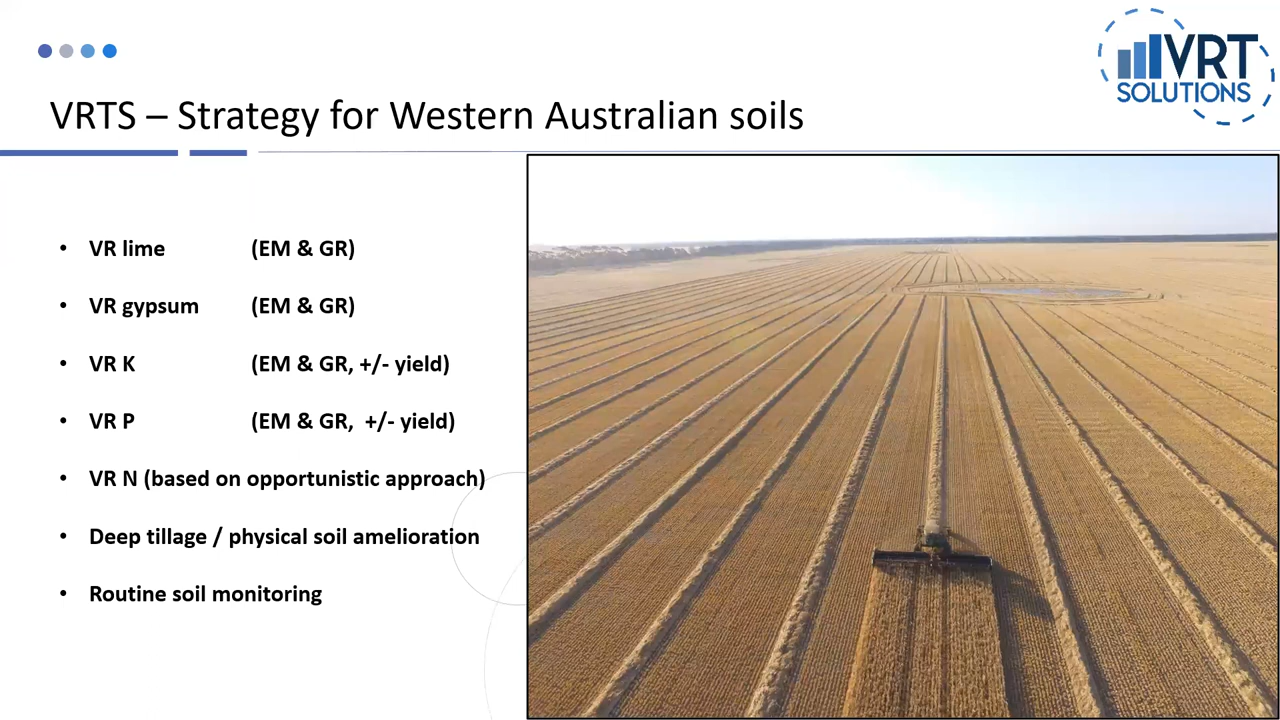 VRT
SOLUTIONS
VRTS – Strategy for Western Australian soils
• VR lime (EM & GR)
• VR gypsum (EM & GR)
• VR K (EM & GR, +/- yield)
• VR P (EM & GR, +/- yield)
• VR N (based on opportunistic approach)
• Deep tillage / physical soil amelioration
• Routine soil monitoring